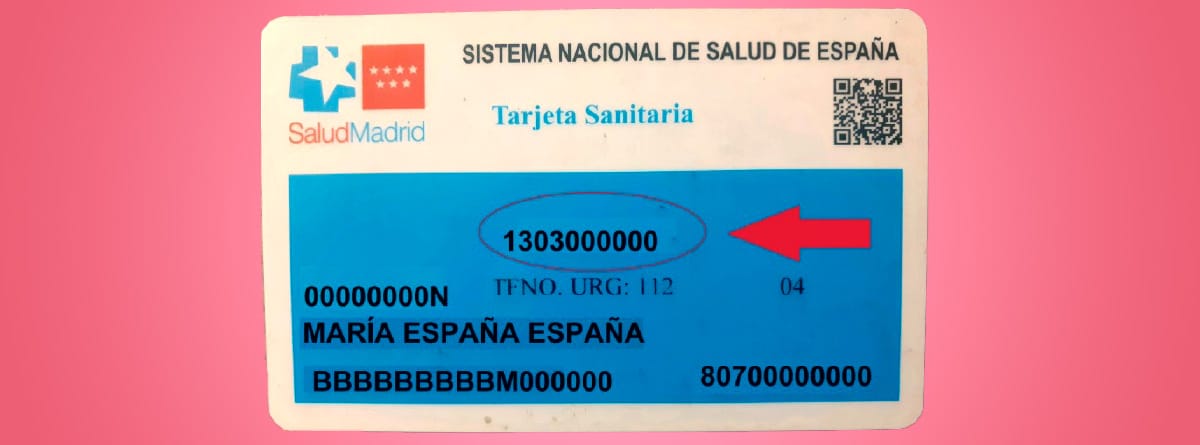 SISTEMA NACIONAL DE SALUD DE ESPAÑA
SaludMadrid
Tarjeta Sanitaria
1303000000
TFNO. URG: 112 04
00000000N
MARÍA ESPAÑA ESPAÑA
BBBBBBBBBM000000 80700000000